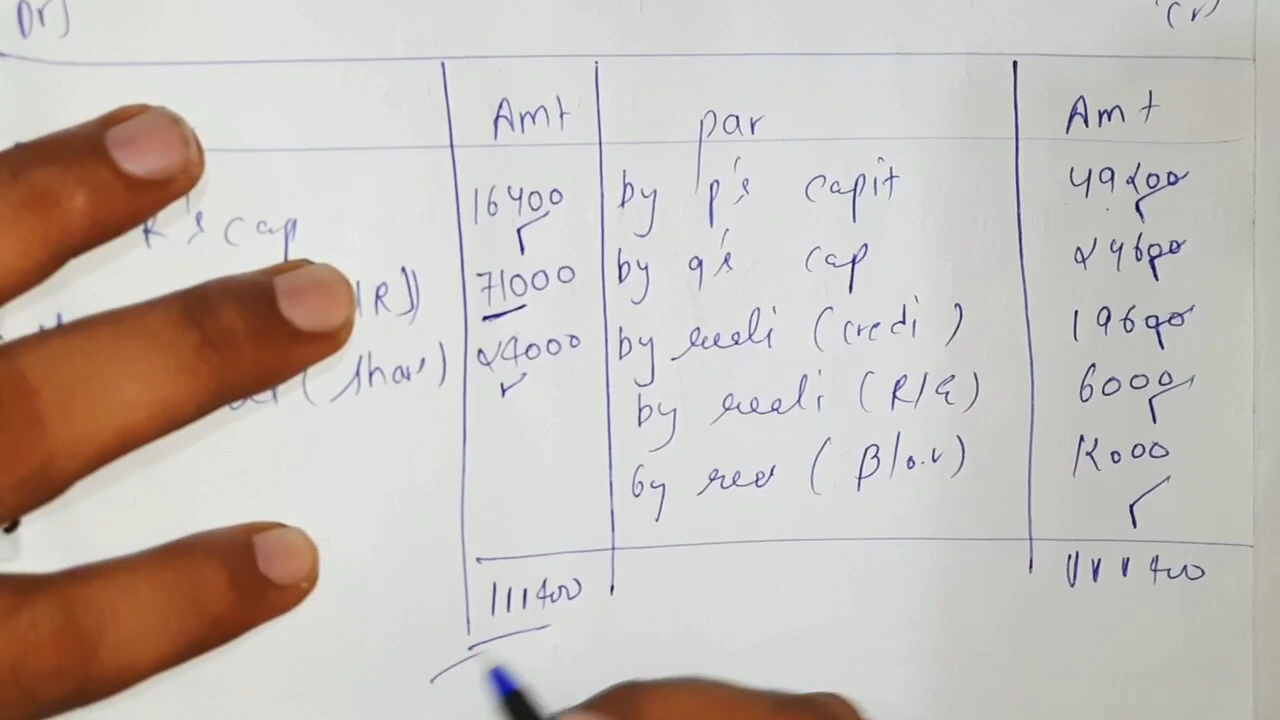 Dr) Cr)
Amt par Amt
R's cap 16400 by p's capit 49200
R]) 71000 by q's cap 24600
(shar) 24000 by reali (credi) 19600
by reali (R/E) 6000
by rea (B/o.v) 12000
111400 111400